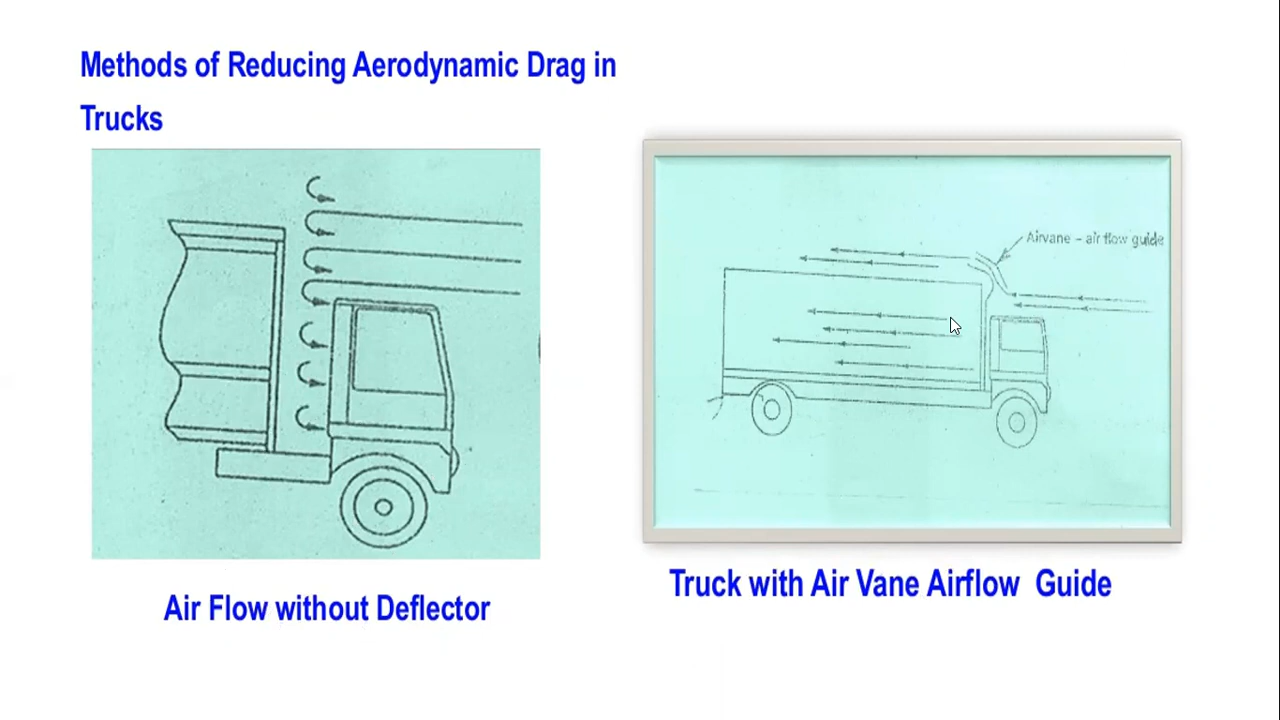 Methods of Reducing Aerodynamic Drag in
Trucks
Airvane - air flow guide
Air Flow without Deflector
Truck with Air Vane Airflow Guide